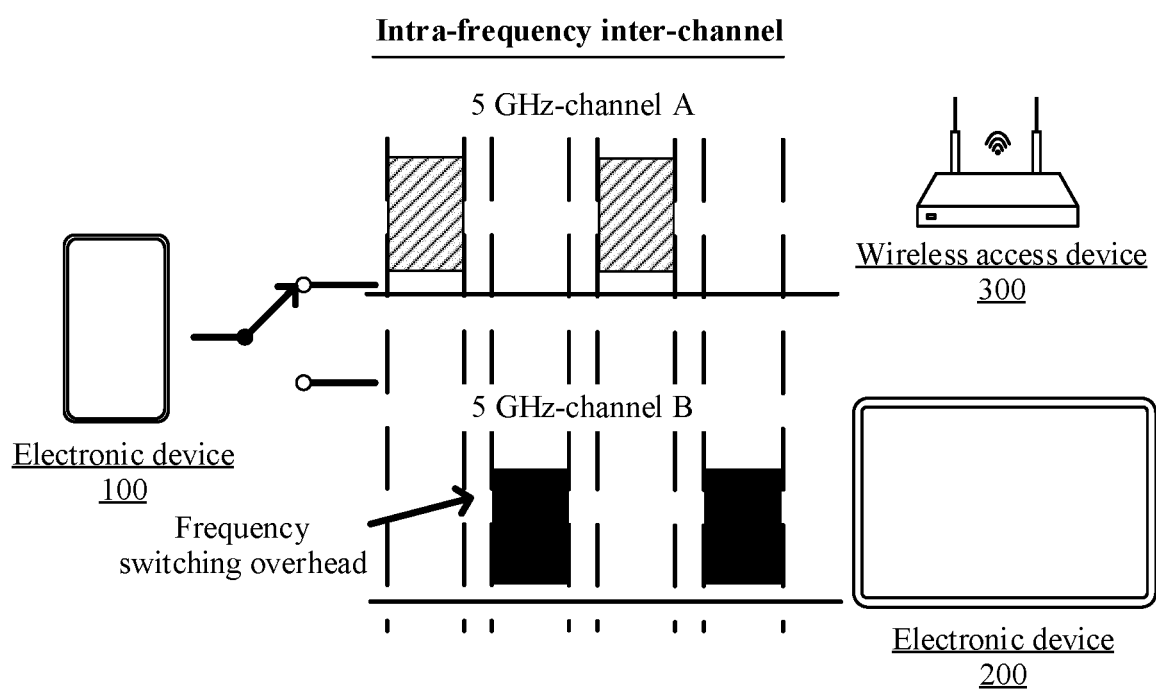 Intra-frequency inter-channel
5 GHz-channel A
Wireless access device
300
5 GHz-channel B
Electronic device
100
Frequency
switching overhead
Electronic device
200